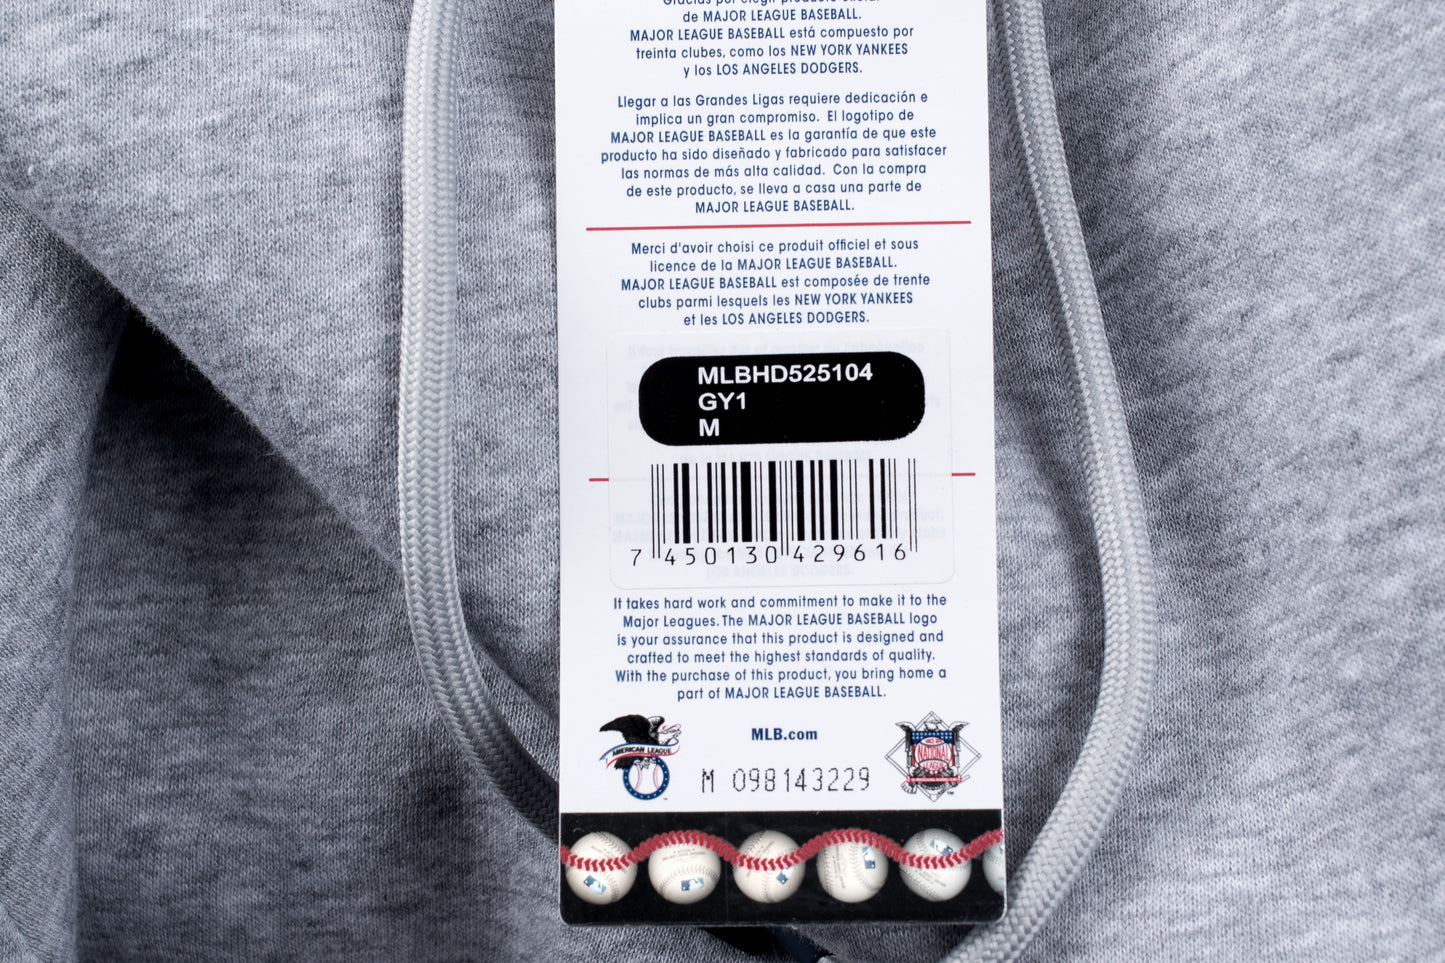 Gracias por elegir producto oficial
de MAJOR LEAGUE BASEBALL.
MAJOR LEAGUE BASEBALL está compuesto por
treinta clubes, como los NEW YORK YANKEES
y los LOS ANGELES DODGERS.
Llegar a las Grandes Ligas requiere dedicación e
implica un gran compromiso. El logotipo de
MAJOR LEAGUE BASEBALL es la garantía de que este
producto ha sido diseñado y fabricado para satisfacer
las normas de más alta calidad. Con la compra
de este producto, se lleva a casa una parte de
MAJOR LEAGUE BASEBALL.
Merci d'avoir choisi ce produit officiel et sous
licence de la MAJOR LEAGUE BASEBALL.
MAJOR LEAGUE BASEBALL est composée de trente
clubs parmi lesquels les NEW YORK YANKEES
et les LOS ANGELES DODGERS.
MLBHD525104
GY1
M
7 450130 429616
It takes hard work and commitment to make it to the
Major Leagues. The MAJOR LEAGUE BASEBALL logo
is your assurance that this product is designed and
crafted to meet the highest standards of quality.
With the purchase of this product, you bring home a
part of MAJOR LEAGUE BASEBALL.
MLB.com
AMERICAN LEAGUE
NATIONAL
LEAGUE
M 098143229